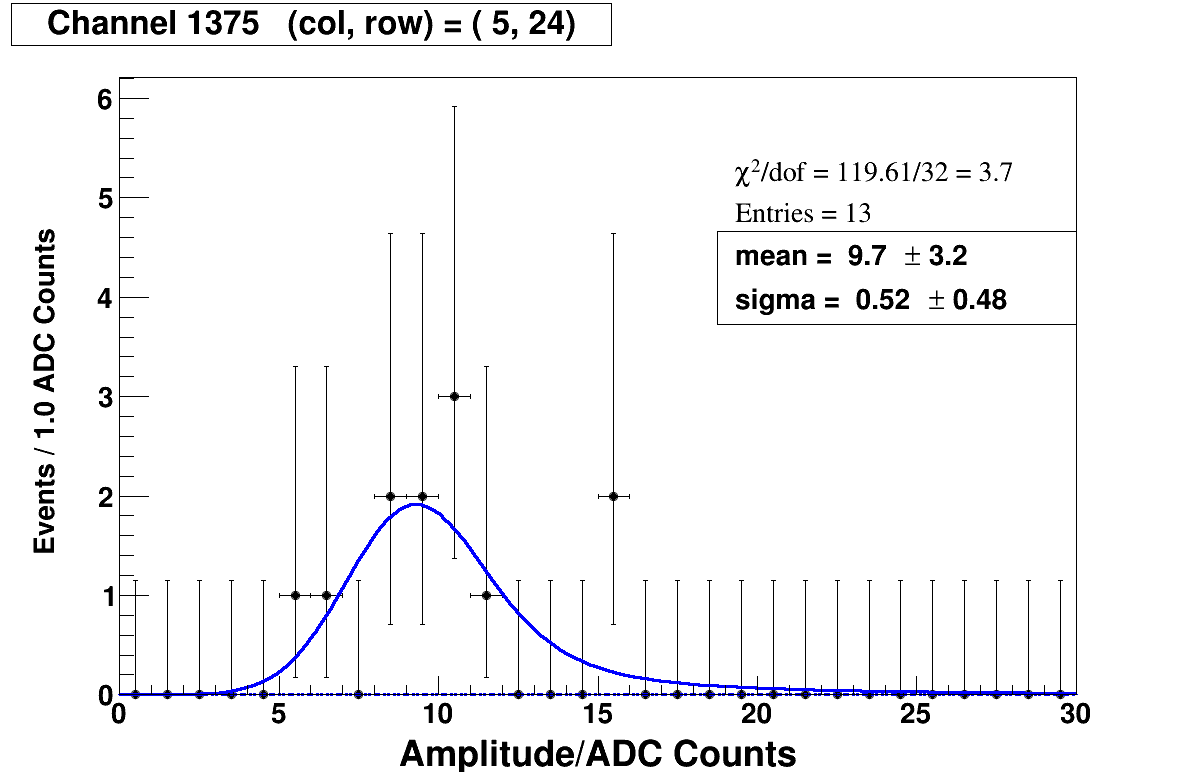 Channel 1375 (col, row) = ( 5, 24)
χ²/dof = 119.61/32 = 3.7
Entries = 13
mean = 9.7 ± 3.2
sigma = 0.52 ± 0.48
Events / 1.0 ADC Counts
6
5
4
3
2
1
0
0 5 10 15 20 25 30
Amplitude/ADC Counts